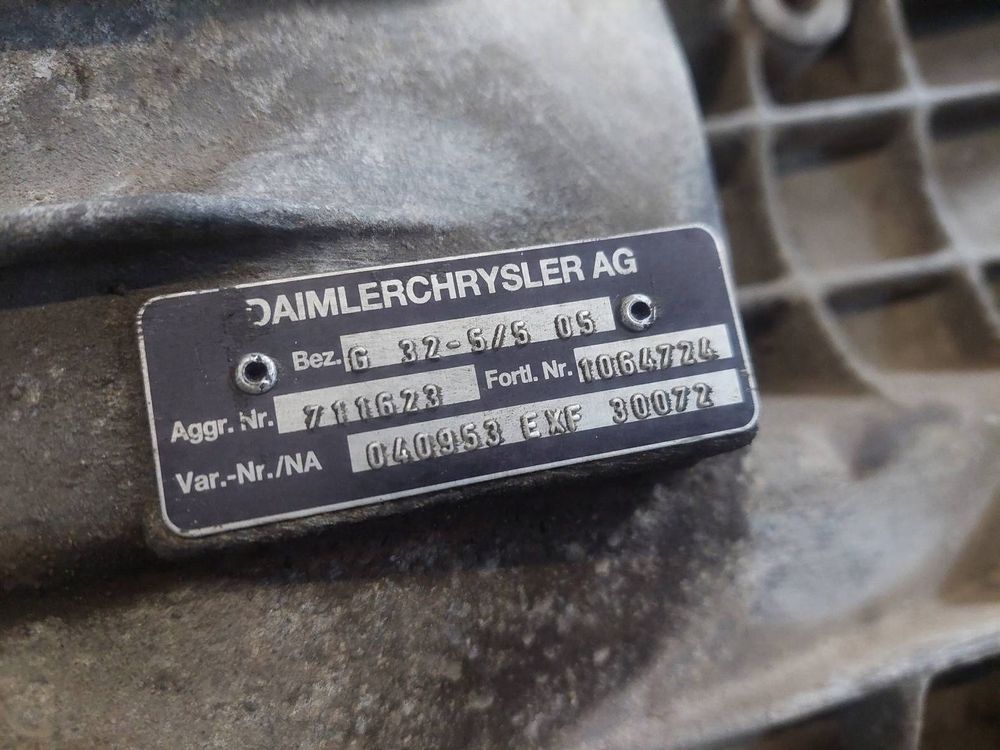 DAIMLERCHRYSLER AG
Bez. G 32-5/5 05
Aggr. Nr. 711623 Fortl. Nr. 1064724
Var.-Nr./NA 040953 EXF 30072